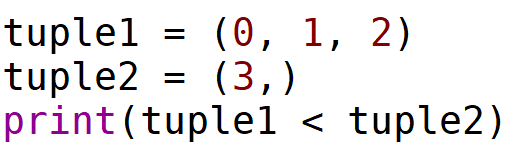 tuple1 = (0, 1, 2)
tuple2 = (3,)
print(tuple1 < tuple2)